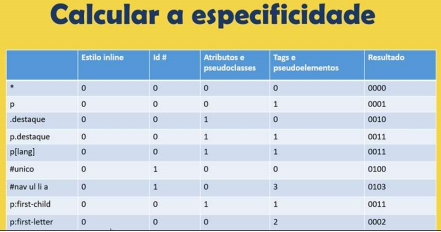 Calcular a especificidade
Estilo inline Id # Atributos e pseudoclasses Tags e pseudoelementos Resultado
* 0 0 0 0 0000
p 0 0 0 1 0001
.destaque 0 0 1 0 0010
p.destaque 0 0 1 1 0011
p[lang] 0 0 1 1 0011
#unico 0 1 0 0 0100
#nav ul li a 0 1 0 3 0103
p:first-child 0 0 1 1 0011
p:first-letter 0 0 0 2 0002